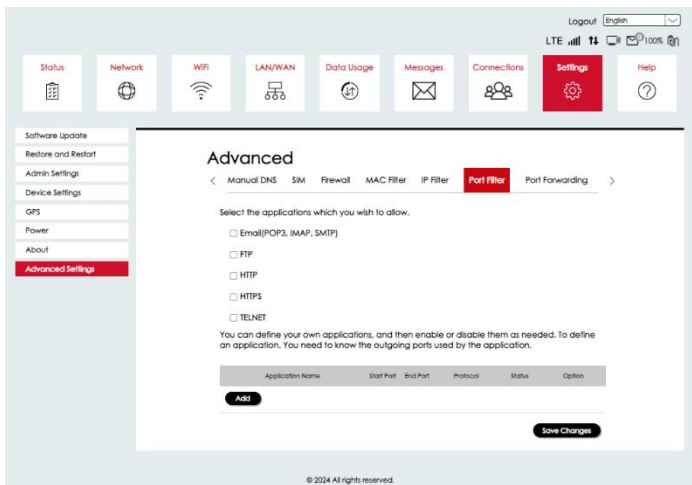 Logout English
LTE 100%
Status Network WiFi LAN/WAN Data Usage Messages Connections Settings Help
Software Update
Restore and Restart
Admin Settings
Device Settings
GPS
Power
About
Advanced Settings
Advanced
< Manual DNS SIM Firewall MAC Filter IP Filter Port Filter Port Forwarding >
Select the applications which you wish to allow.
Email(POP3, IMAP, SMTP)
FTP
HTTP
HTTPS
TELNET
You can define your own applications, and then enable or disable them as needed. To define
an application. You need to know the outgoing ports used by the application.
Application Name Start Port End Port Protocol Status Option
Add
Save Changes
© 2024 All rights reserved.